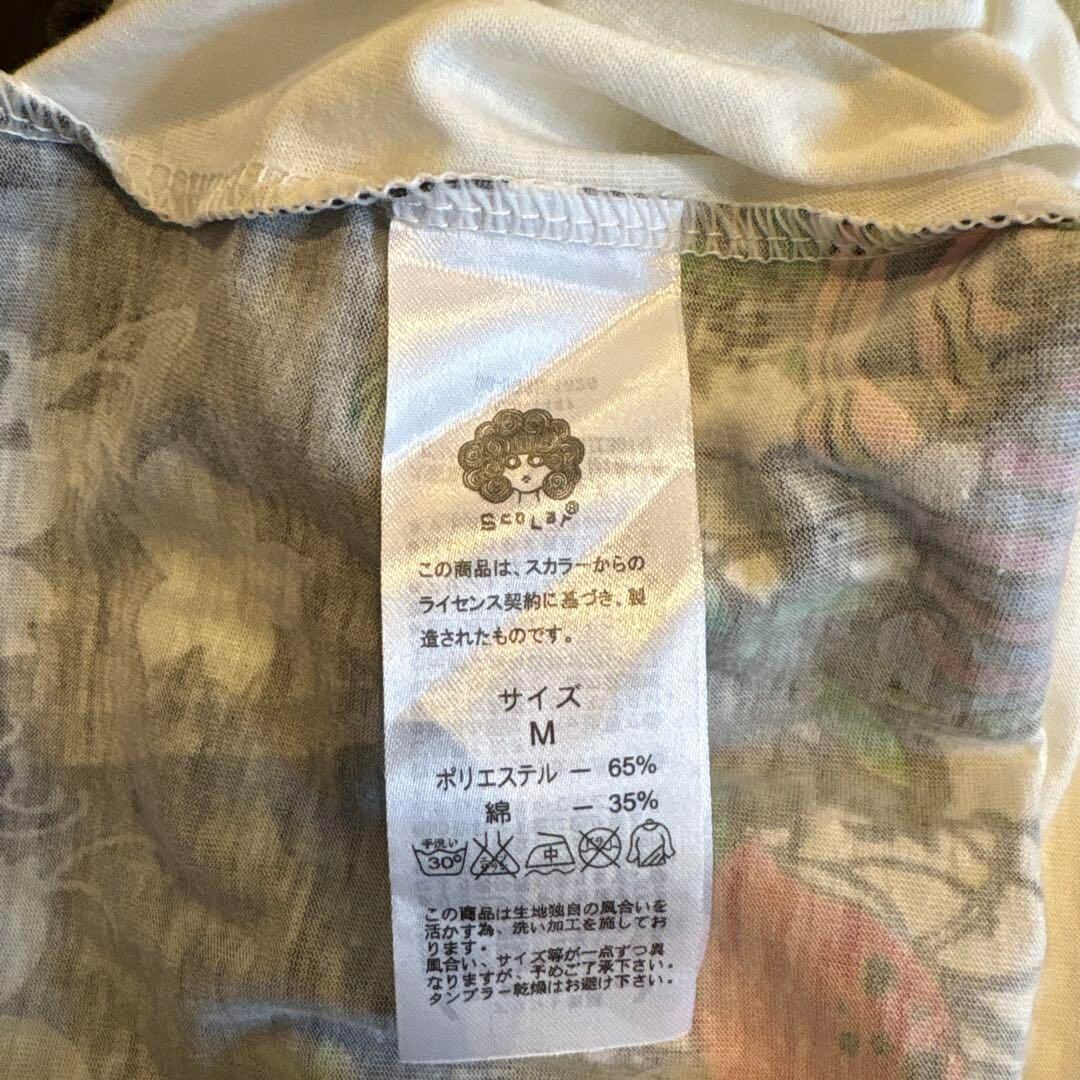 ScoLar®
この商品は、スカラーからの
ライセンス契約に基づき、製
造されたものです。
サイズ
M
ポリエステル － 65%
綿 － 35%
手洗い
30° 中
この商品は生地独自の風合いを
活かす為、洗い加工を施してお
ります。
風合い、サイズ等が一点ずつ異
なりますが、予めご了承下さい。
タンブラー乾燥はお避け下さい。